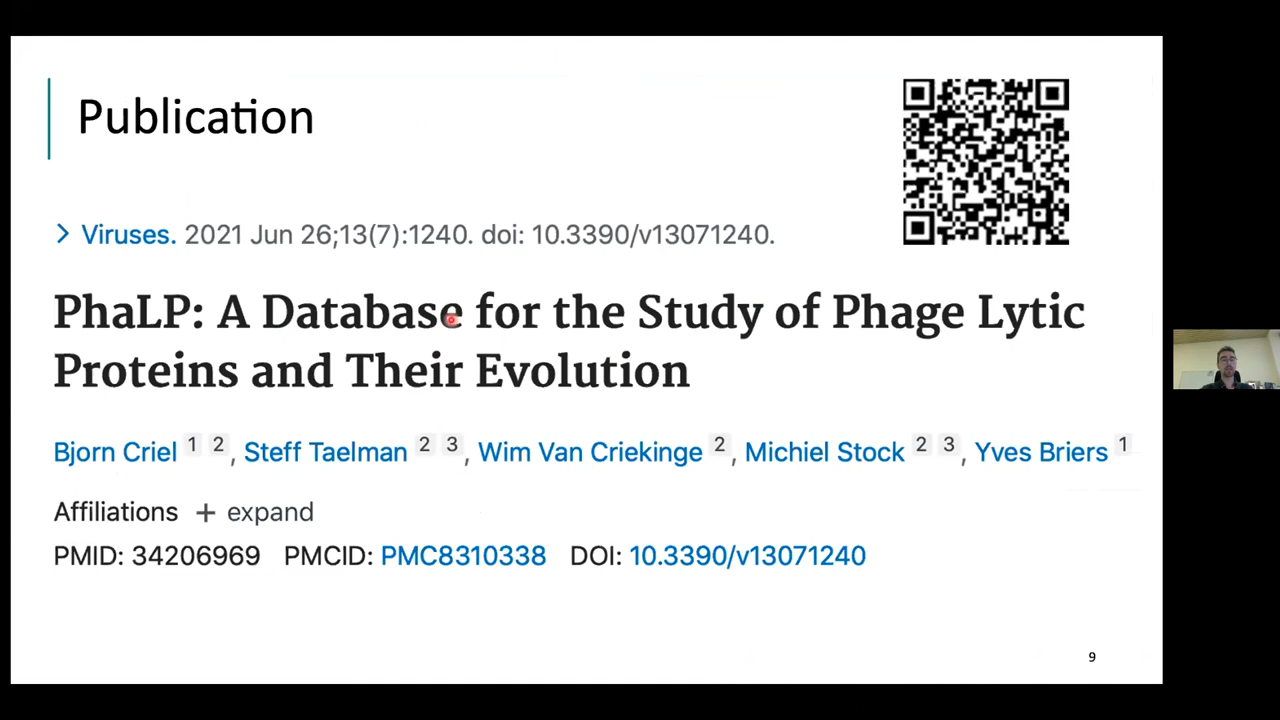 Publication
> Viruses. 2021 Jun 26;13(7):1240. doi: 10.3390/v13071240.
PhaLP: A Database for the Study of Phage Lytic
Proteins and Their Evolution
Bjorn Criel 1 2, Steff Taelman 2 3, Wim Van Criekinge 2, Michiel Stock 2 3, Yves Briers 1
Affiliations + expand
PMID: 34206969 PMCID: PMC8310338 DOI: 10.3390/v13071240
9